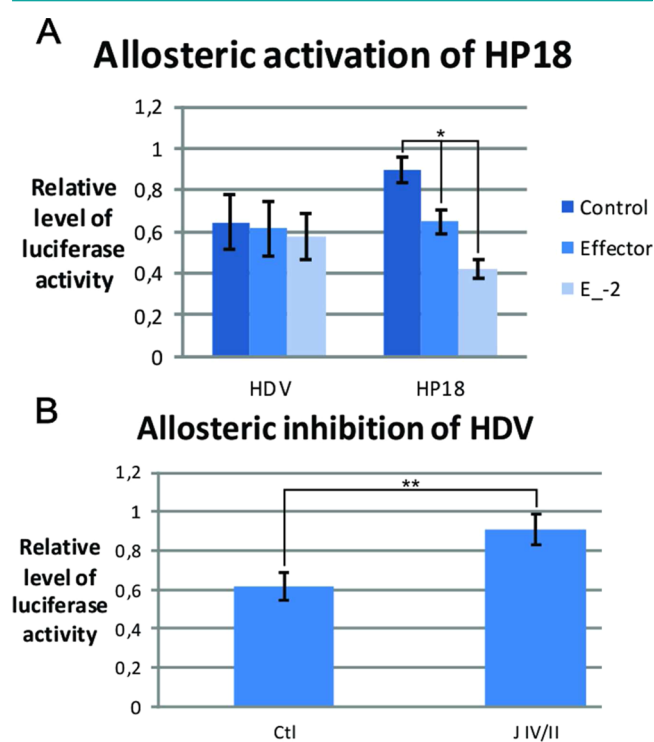 A
Allosteric activation of HP18
1,2
1
0,8
0,6
0,4
0,2
0
Relative
level of
luciferase
activity
*
Control
Effector
E_-2
HDV
HP18
B
Allosteric inhibition of HDV
1,2
1
0,8
0,6
0,4
0,2
0
Relative
level of
luciferase
activity
**
Ctl
J IV/II